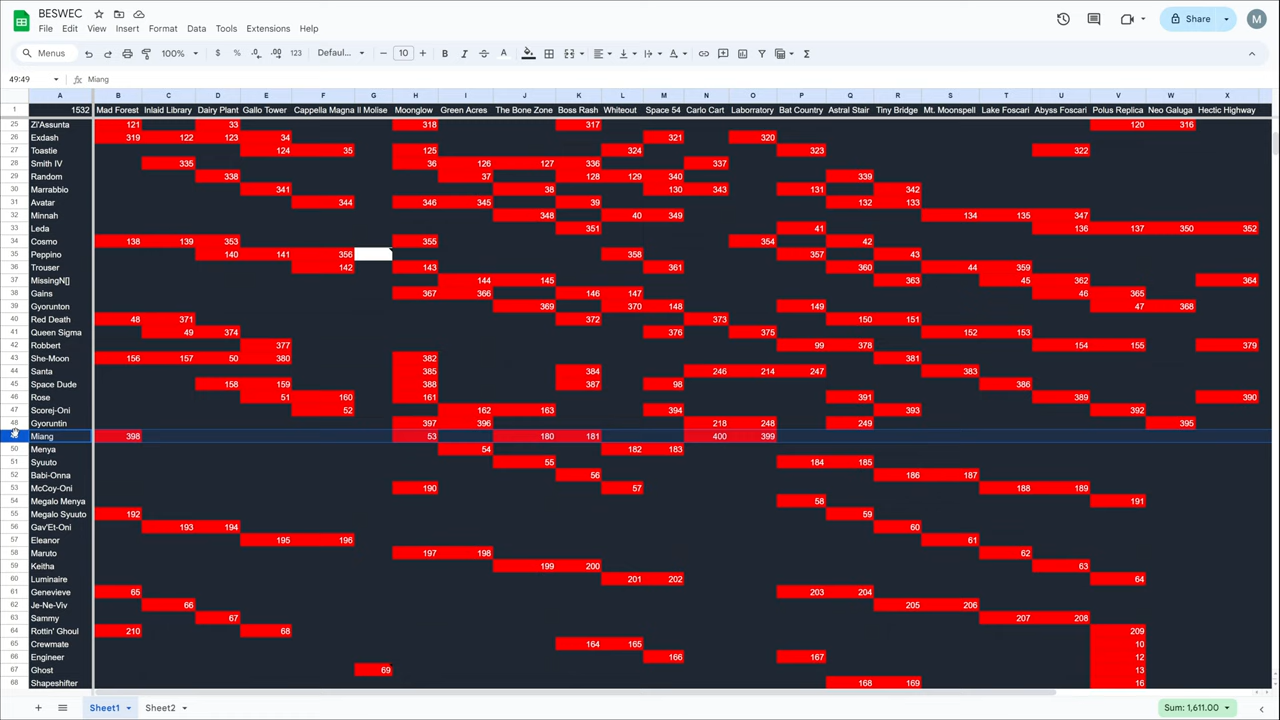 BESWEC
File Edit View Insert Format Data Tools Extensions Help
Share
M
Menus 100% $ % .0 .00 123 Defaul... 10 B I A
49:49 Miang
A B C D E F G H I J K L M N O P Q R S T U V W X
1 1532 Mad Forest Inlaid Library Dairy Plant Gallo Tower Cappella Magna Il Molise Moonglow Green Acres The Bone Zone Boss Rash Whiteout Space 54 Carlo Cart Laborratory Bat Country Astral Stair Tiny Bridge Mt. Moonspell Lake Foscari Abyss Foscari Polus Replica Neo Galuga Hectic Highway
25 Zi'Assunta 121 33 318 317 120 316
26 Exdash 319 122 123 34 321 320
27 Toastie 124 35 125 324 323 322
28 Smith IV 335 36 126 127 336 337
29 Random 338 37 128 129 340 339
30 Marrabbio 341 38 130 343 131 342
31 Avatar 344 346 345 39 132 133
32 Minnah 348 40 349 134 135 347
33 Leda 351 41 136 137 350 352
34 Cosmo 138 139 353 355 354 42
35 Peppino 140 141 356 358 357 43
36 Trouser 142 143 361 360 44 359
37 MissingN[] 144 145 363 45 362 364
38 Gains 367 366 146 147 46 365
39 Gyorunton 369 370 148 149 47 368
40 Red Death 48 371 372 373 150 151
41 Queen Sigma 49 374 376 375 152 153
42 Robbert 377 99 378 154 155 379
43 She-Moon 156 157 50 380 382 381
44 Santa 385 384 246 214 247 383
45 Space Dude 158 159 388 387 98 386
46 Rose 51 160 161 391 389 390
47 Scorej-Oni 52 162 163 394 393 392
48 Gyoruntin 397 396 218 248 249 395
Miang 398 53 180 181 400 399
50 Menya 54 182 183
51 Syuuto 55 184 185
52 Babi-Onna 56 186 187
53 McCoy-Oni 190 57 188 189
54 Megalo Menya 58 191
55 Megalo Syuuto 192 59
56 Gav'Et-Oni 193 194 60
57 Eleanor 195 196 61
58 Maruto 197 198 62
59 Keitha 199 200 63
60 Luminaire 201 202 64
61 Genevieve 65 203 204
62 Je-Ne-Viv 66 205 206
63 Sammy 67 207 208
64 Rottin' Ghoul 210 68 209
65 Crewmate 164 165 10
66 Engineer 166 167 12
67 Ghost 69 13
68 Shapeshifter 168 169 16
Sheet1 Sheet2 Sum: 1,611.00